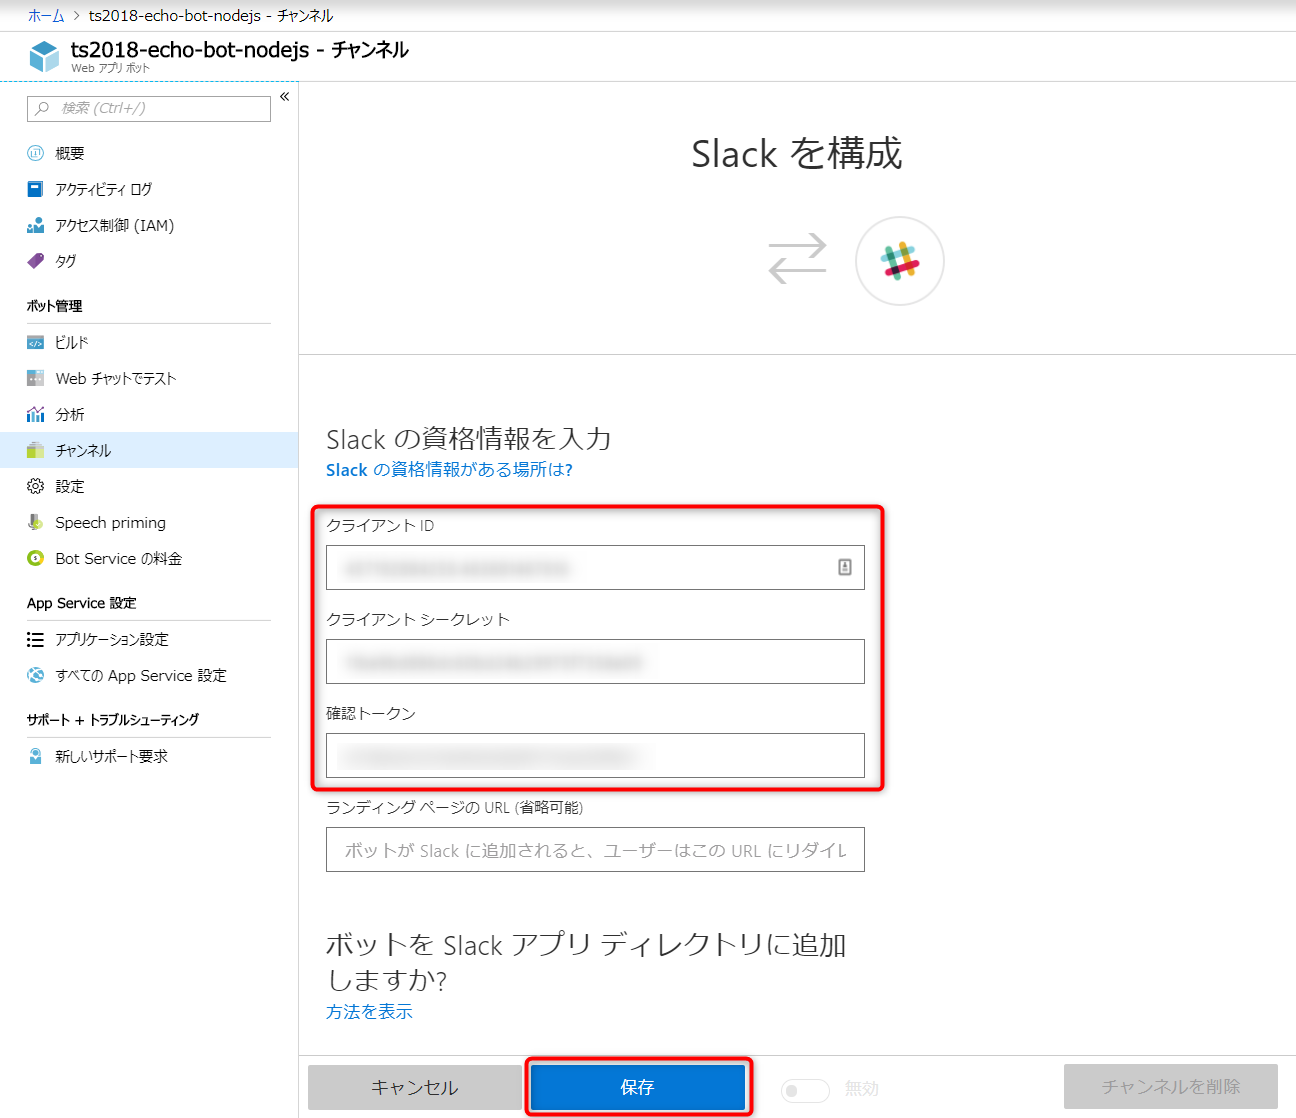 ホーム > ts2018-echo-bot-nodejs - チャンネル
ts2018-echo-bot-nodejs - チャンネル
Web アプリ ボット
検索 (Ctrl+/)
«
概要
アクティビティ ログ
アクセス制御 (IAM)
タグ
ボット管理
ビルド
Web チャットでテスト
分析
チャンネル
設定
Speech priming
Bot Service の料金
App Service 設定
アプリケーション設定
すべての App Service 設定
サポート + トラブルシューティング
新しいサポート要求
Slack を構成
Slack の資格情報を入力
Slack の資格情報がある場所は?
クライアント ID
クライアント シークレット
確認トークン
ランディング ページの URL (省略可能)
ボットが Slack に追加されると、ユーザーはこの URL にリダイレ
ボットを Slack アプリ ディレクトリに追加
しますか?
方法を表示
キャンセル
保存
無効
チャンネルを削除